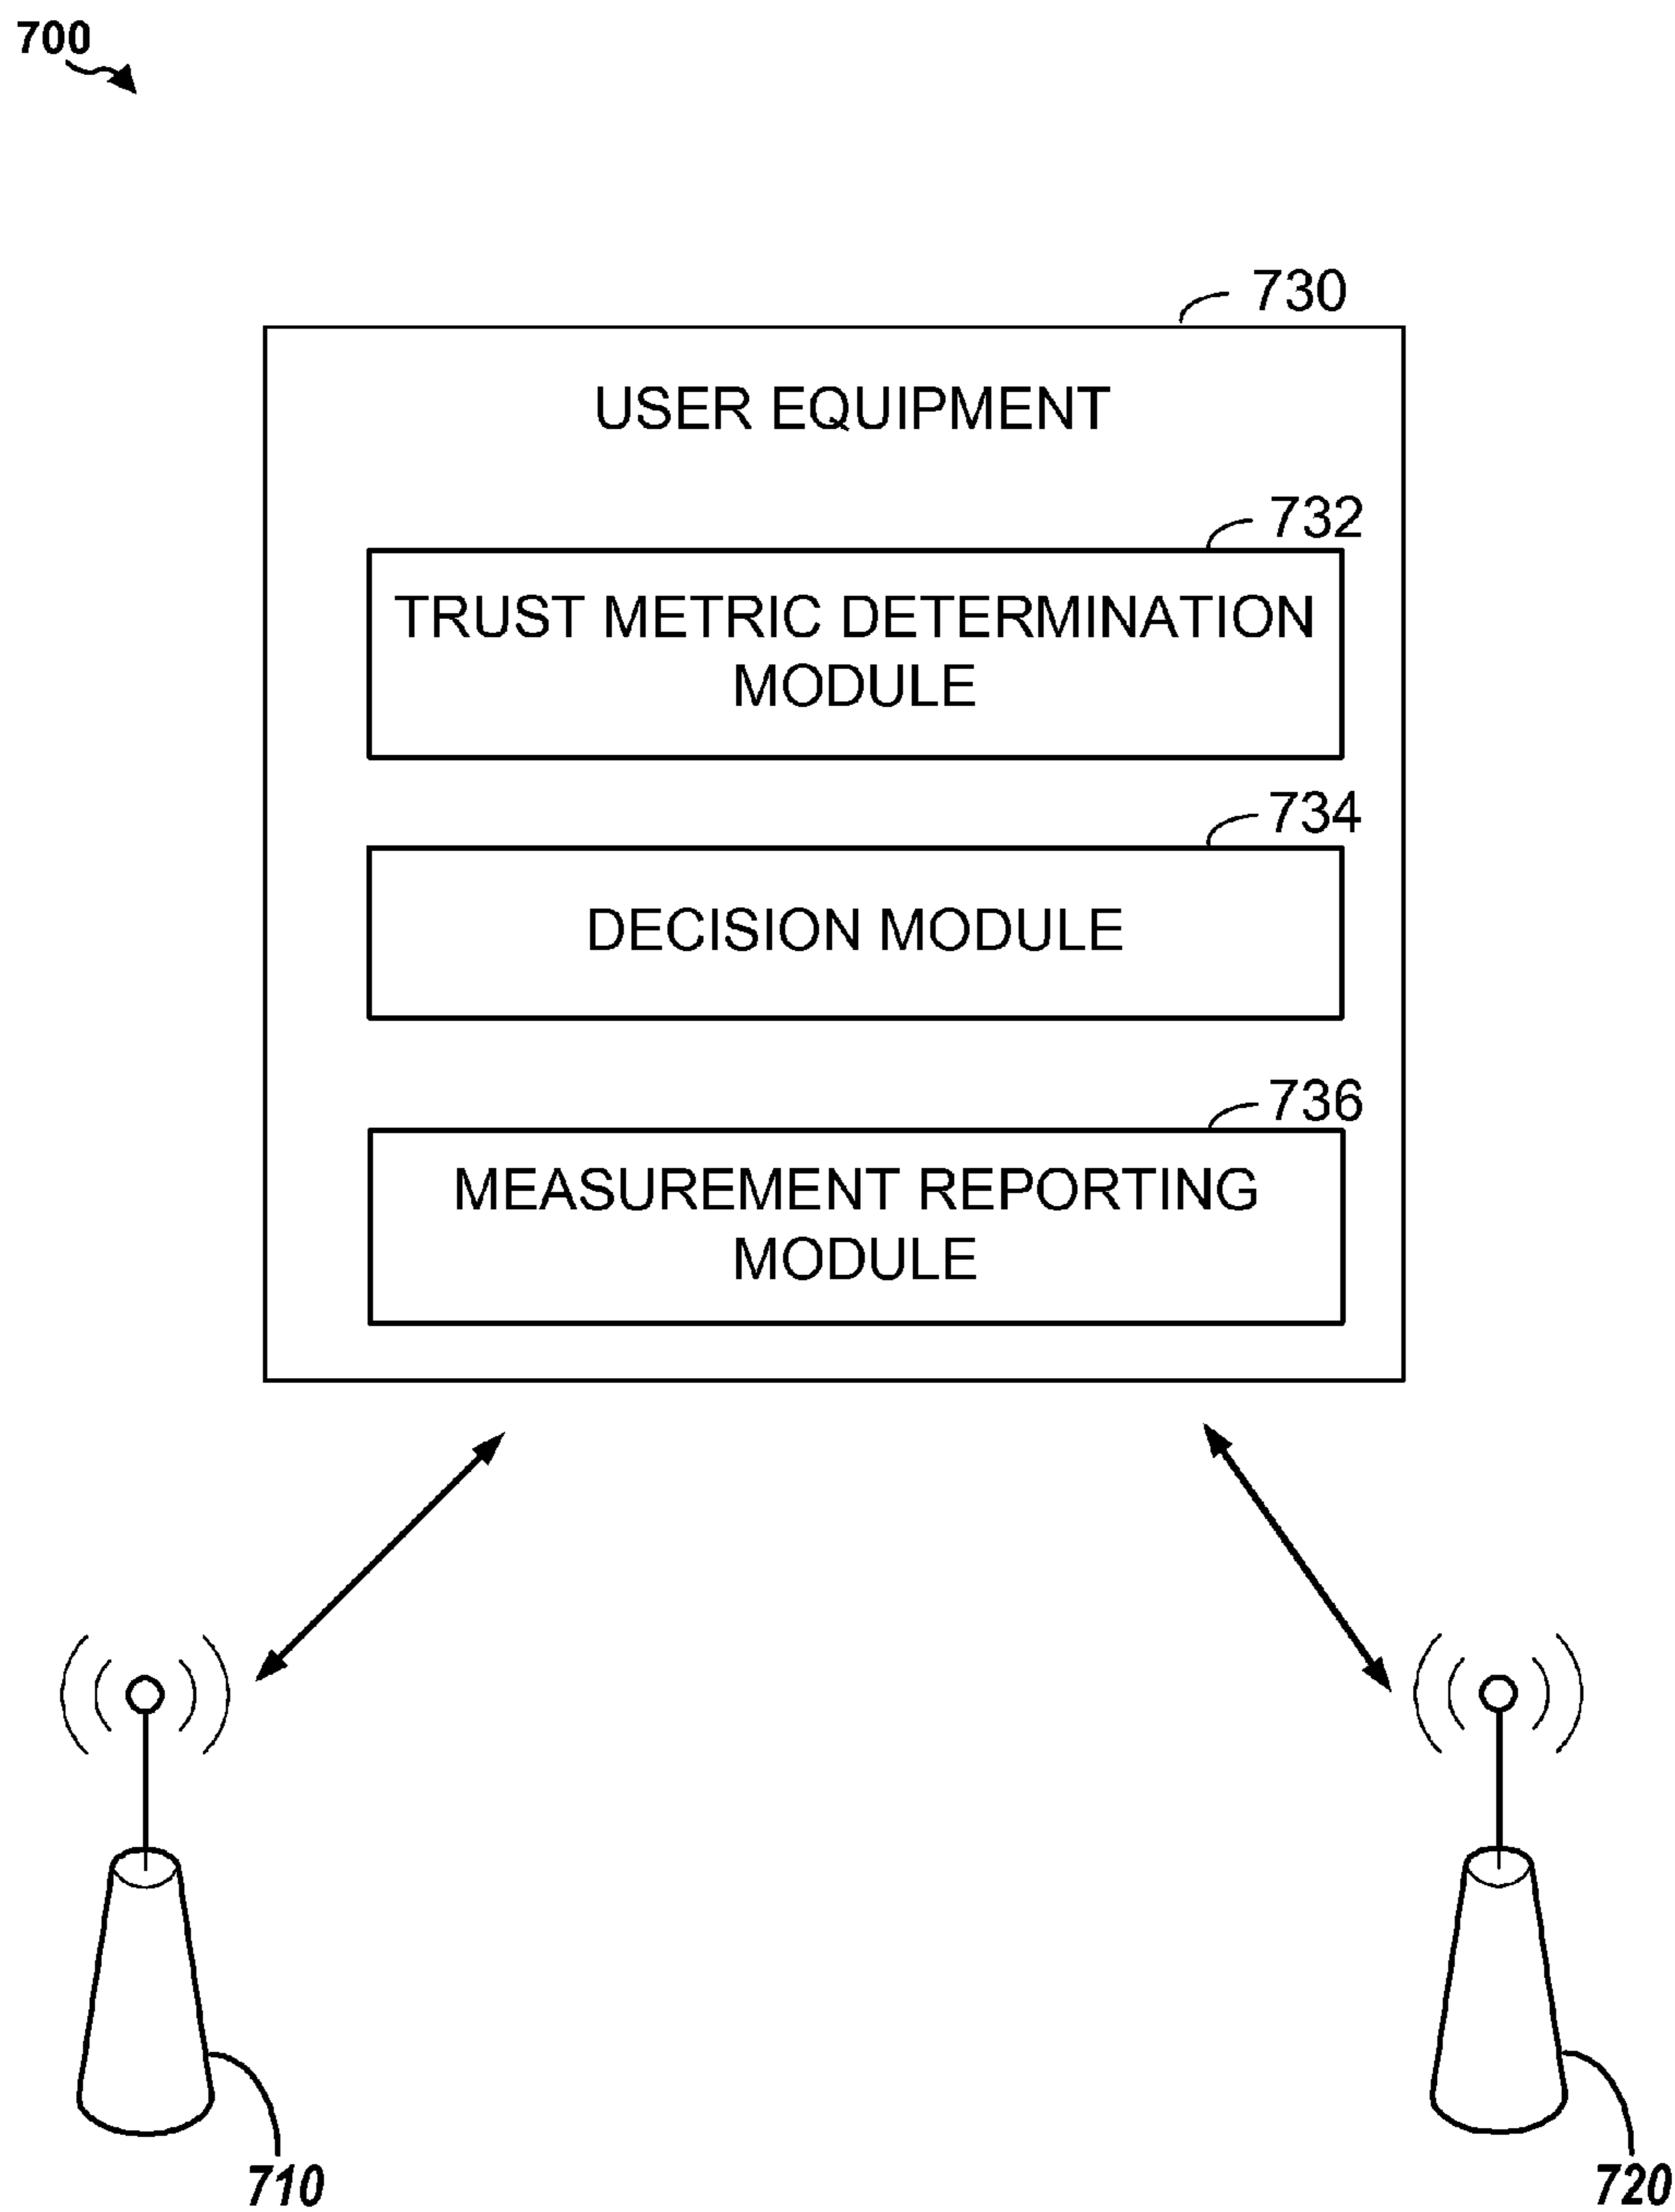 700
730
USER EQUIPMENT
732
TRUST METRIC DETERMINATION
MODULE
734
DECISION MODULE
736
MEASUREMENT REPORTING
MODULE
710
720